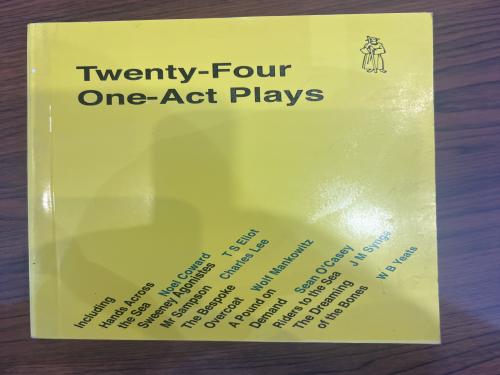 Twenty-Four
One-Act Plays
Including
Hands Across
the Sea Noel Coward
Sweeney Agonistes T S Eliot
Mr Sampson Charles Lee
The Bespoke
Overcoat Wolf Mankowitz
A Pound on
Demand Sean O'Casey
Riders to the Sea J M Synge
The Dreaming
of the Bones W B Yeats